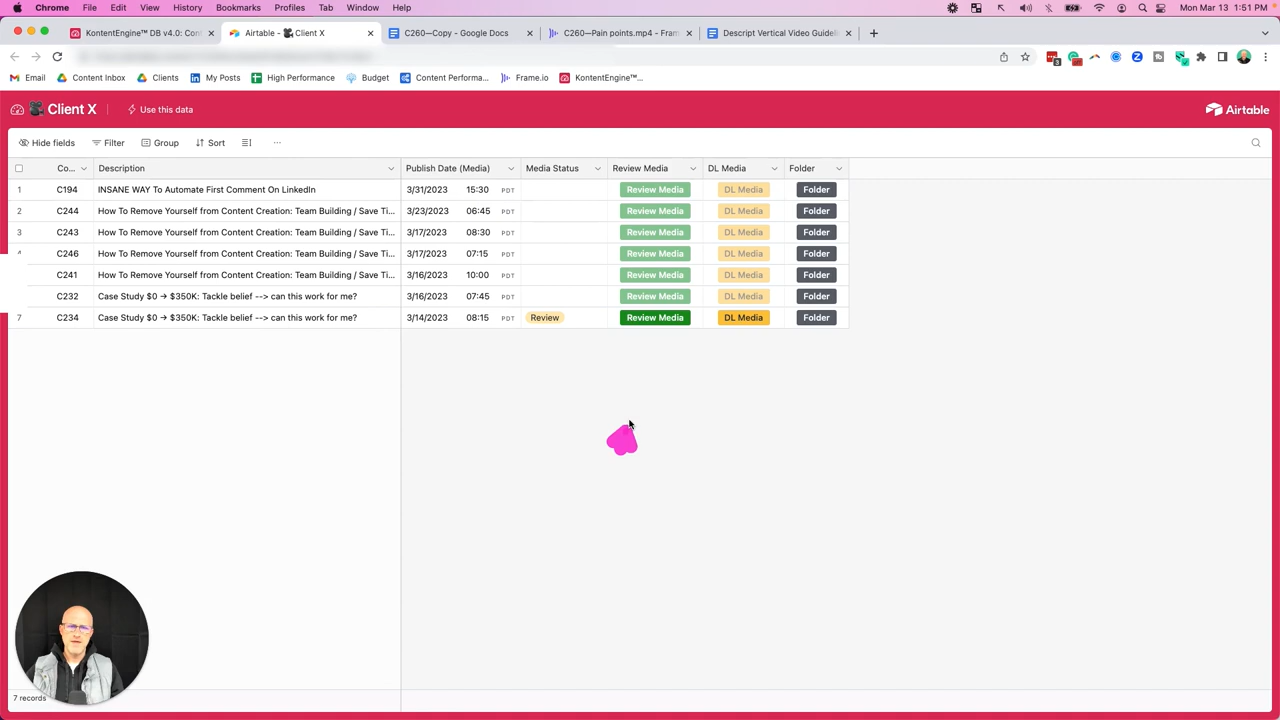 Chrome File Edit View History Bookmarks Profiles Tab Window Help Mon Mar 13 1:51 PM
KontentEngine™ DB v4.0: Con Airtable - Client X C260—Copy - Google Docs C260—Pain points.mp4 - Fram Descript Vertical Video Guide
Email Content Inbox Clients My Posts High Performance Budget Content Performa... Frame.io KontentEngine™...
Client X Use this data Airtable
Hide fields Filter Group Sort ...
Co... Description Publish Date (Media) Media Status Review Media DL Media Folder
1 C194 INSANE WAY To Automate First Comment On LinkedIn 3/31/2023 15:30 PDT Review Media DL Media Folder
2 C244 How To Remove Yourself from Content Creation: Team Building / Save Ti... 3/23/2023 06:45 PDT Review Media DL Media Folder
3 C243 How To Remove Yourself from Content Creation: Team Building / Save Ti... 3/17/2023 08:30 PDT Review Media DL Media Folder
C246 How To Remove Yourself from Content Creation: Team Building / Save Ti... 3/17/2023 07:15 PDT Review Media DL Media Folder
C241 How To Remove Yourself from Content Creation: Team Building / Save Ti... 3/16/2023 10:00 PDT Review Media DL Media Folder
C232 Case Study $0 → $350K: Tackle belief --> can this work for me? 3/16/2023 07:45 PDT Review Media DL Media Folder
7 C234 Case Study $0 → $350K: Tackle belief --> can this work for me? 3/14/2023 08:15 PDT Review Review Media DL Media Folder
7 records